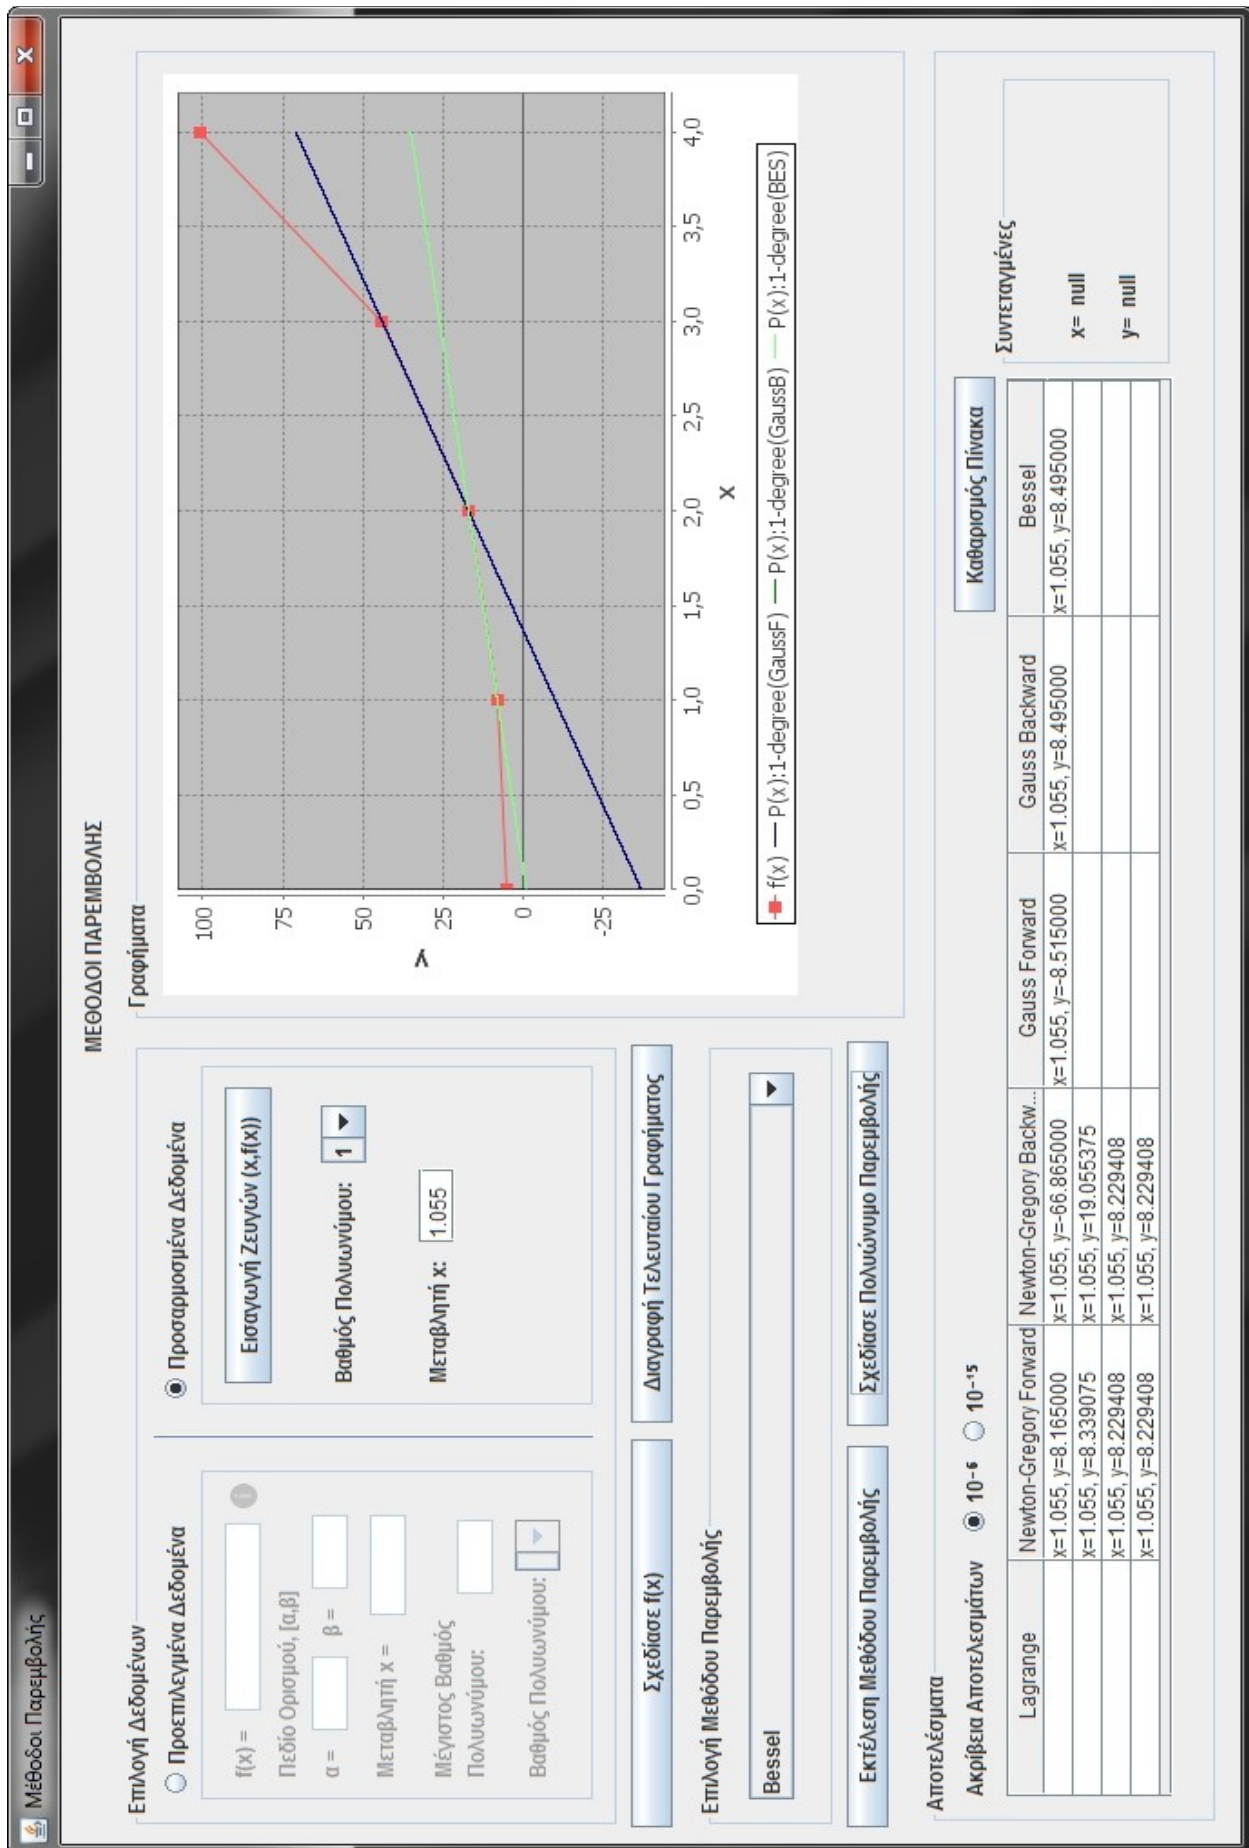 Μέθοδοι Παρεμβολής
ΜΕΘΟΔΟΙ ΠΑΡΕΜΒΟΛΗΣ
Επιλογή Δεδομένων
Προεπιλεγμένα Δεδομένα
f(x) =
Πεδίο Ορισμού, [α,β]
α =
β =
Μεταβλητή x =
Μέγιστος Βαθμός
Πολυωνύμου:
Βαθμός Πολυωνύμου:
Προσαρμοσμένα Δεδομένα
Εισαγωγή Ζευγών (x,f(x))
Βαθμός Πολυωνύμου: 1
Μεταβλητή x: 1.055
Σχεδίασε f(x)
Διαγραφή Τελευταίου Γραφήματος
Επιλογή Μεθόδου Παρεμβολής
Bessel
Εκτέλεση Μεθόδου Παρεμβολής
Σχεδίασε Πολυώνυμο Παρεμβολής
Γραφήματα
100
75
50
25
0
-25
Y
0,0 0,5 1,0 1,5 2,0 2,5 3,0 3,5 4,0
X
f(x) P(x):1-degree(GaussF) P(x):1-degree(GaussB) P(x):1-degree(BES)
Αποτελέσματα
Ακρίβεια Αποτελεσμάτων 10⁻⁶ 10⁻¹⁵
Καθαρισμός Πίνακα
Lagrange Newton-Gregory Forward Newton-Gregory Backw... Gauss Forward Gauss Backward Bessel
x=1.055, y=8.165000 x=1.055, y=-66.865000 x=1.055, y=-8.515000 x=1.055, y=8.495000 x=1.055, y=8.495000
x=1.055, y=8.339075 x=1.055, y=19.055375
x=1.055, y=8.229408 x=1.055, y=8.229408
x=1.055, y=8.229408 x=1.055, y=8.229408
Συντεταγμένες
x= null
y= null